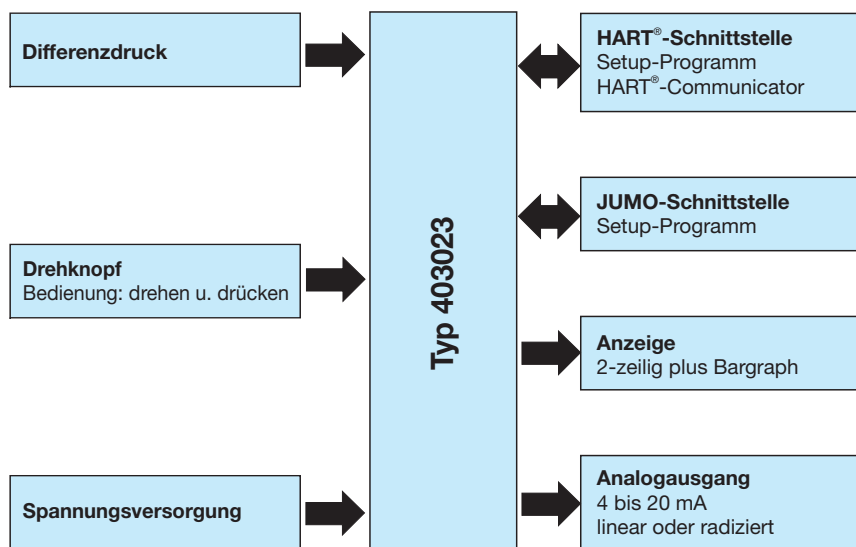 Differenzdruck
Drehknopf
Bedienung: drehen u. drücken
Spannungsversorgung
Typ 403023
HART®-Schnittstelle
Setup-Programm
HART®-Communicator
JUMO-Schnittstelle
Setup-Programm
Anzeige
2-zeilig plus Bargraph
Analogausgang
4 bis 20 mA
linear oder radiziert